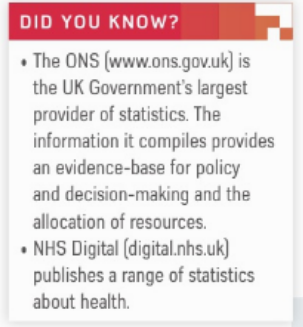 DID YOU KNOW?
• The ONS (www.ons.gov.uk) is
the UK Government's largest
provider of statistics. The
information it compiles provides
an evidence-base for policy
and decision-making and the
allocation of resources.
• NHS Digital (digital.nhs.uk)
publishes a range of statistics
about health.